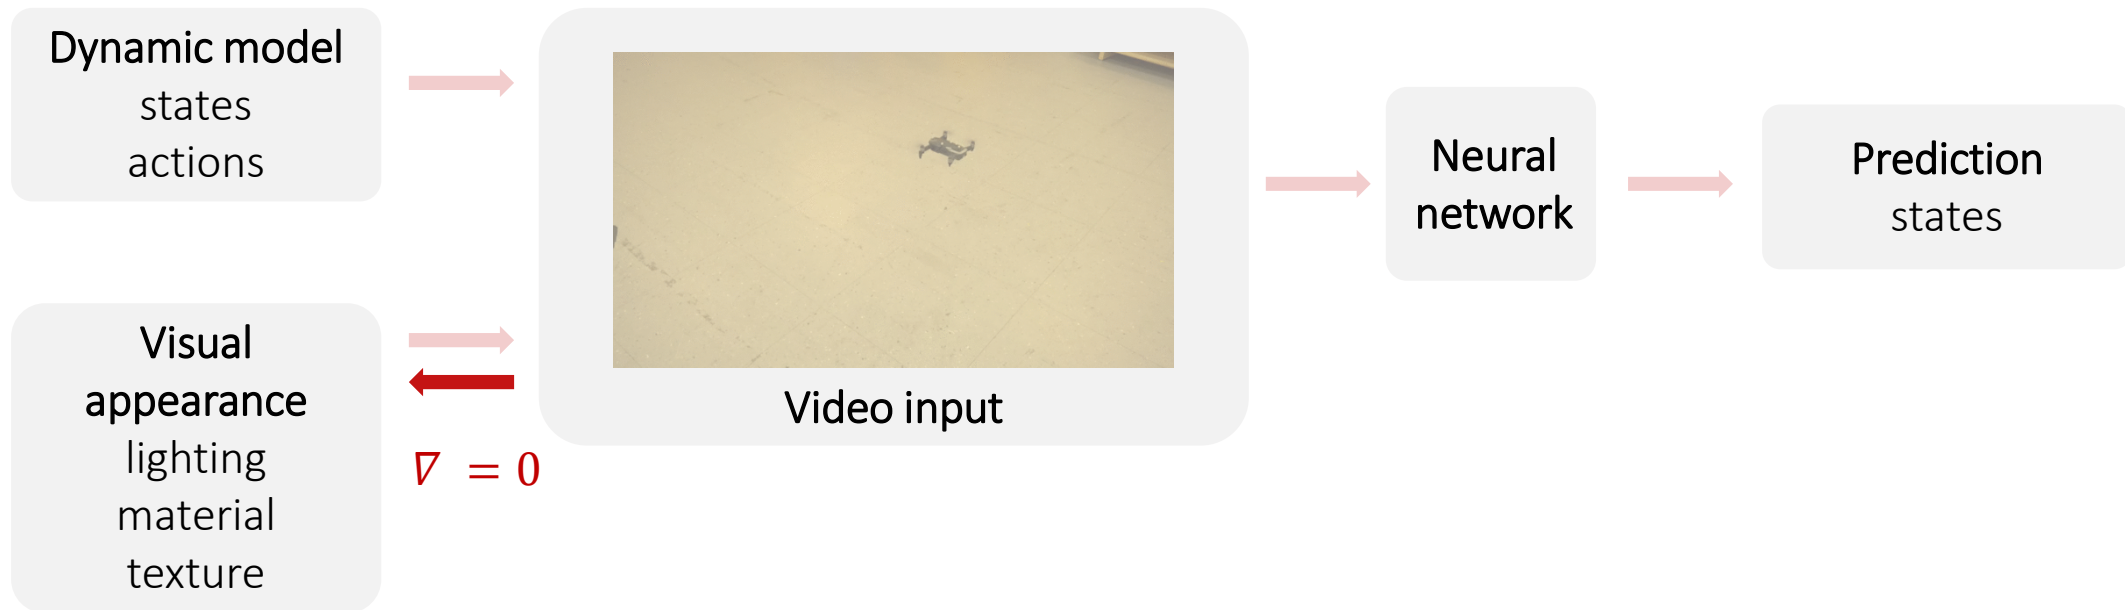 Dynamic model
states
actions
Visual
appearance
lighting
material
texture
∇ = 0
Video input
Neural
network
Prediction
states